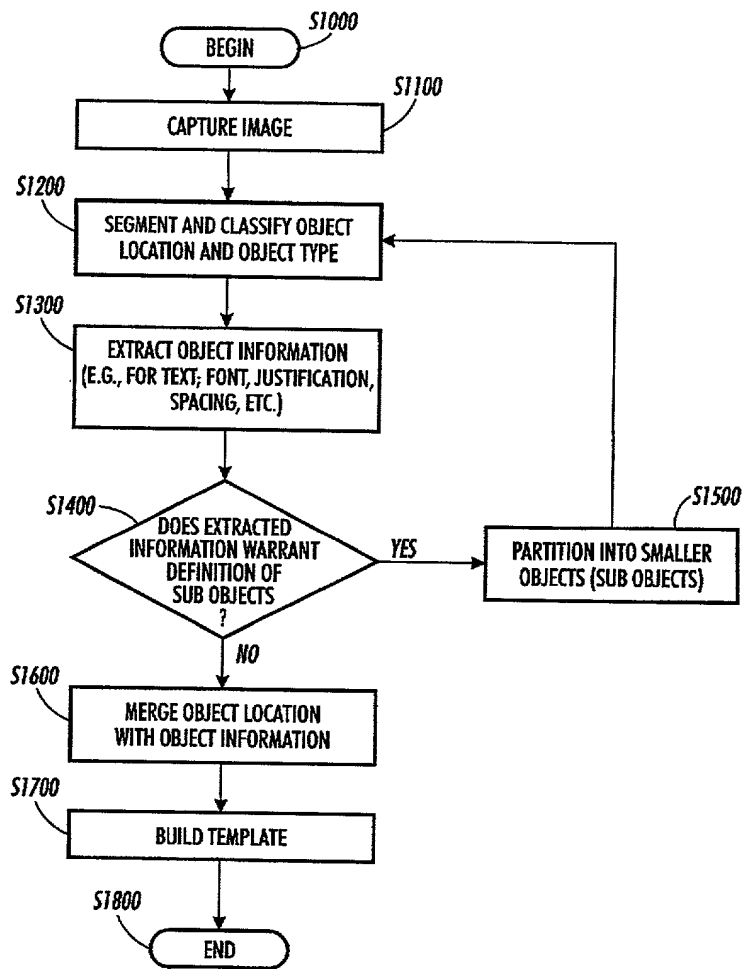 S1000
BEGIN
S1100
CAPTURE IMAGE
S1200
SEGMENT AND CLASSIFY OBJECT
LOCATION AND OBJECT TYPE
S1300
EXTRACT OBJECT INFORMATION
(E.G., FOR TEXT; FONT, JUSTIFICATION,
SPACING, ETC.)
S1400
DOES EXTRACTED
INFORMATION WARRANT
DEFINITION OF
SUB OBJECTS
?
YES
S1500
PARTITION INTO SMALLER
OBJECTS (SUB OBJECTS)
NO
S1600
MERGE OBJECT LOCATION
WITH OBJECT INFORMATION
S1700
BUILD TEMPLATE
S1800
END